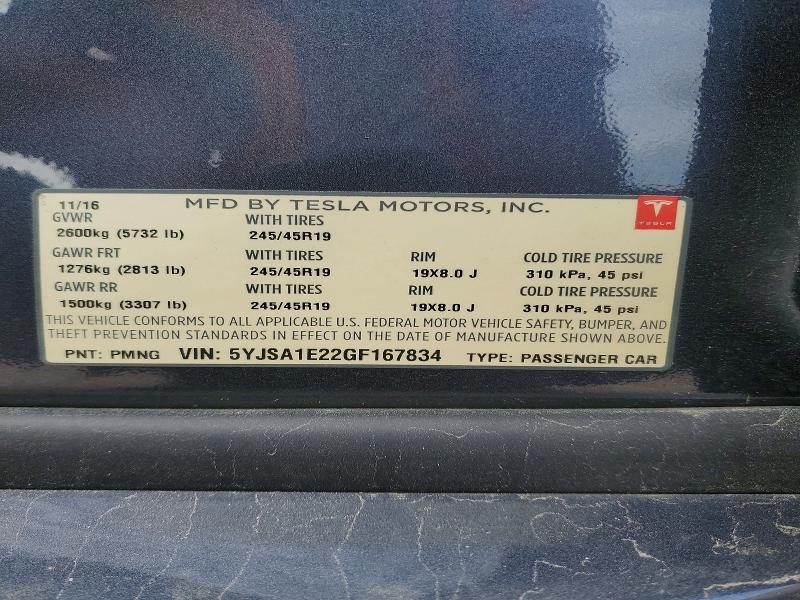 11/16 MFD BY TESLA MOTORS, INC.
GVWR WITH TIRES TESLA
2600kg (5732 lb) 245/45R19
GAWR FRT WITH TIRES RIM COLD TIRE PRESSURE
1276kg (2813 lb) 245/45R19 19X8.0 J 310 kPa, 45 psi
GAWR RR WITH TIRES RIM COLD TIRE PRESSURE
1500kg (3307 lb) 245/45R19 19X8.0 J 310 kPa, 45 psi
THIS VEHICLE CONFORMS TO ALL APPLICABLE U.S. FEDERAL MOTOR VEHICLE SAFETY, BUMPER, AND
THEFT PREVENTION STANDARDS IN EFFECT ON THE DATE OF MANUFACTURE SHOWN ABOVE.
PNT: PMNG VIN: 5YJSA1E22GF167834 TYPE: PASSENGER CAR